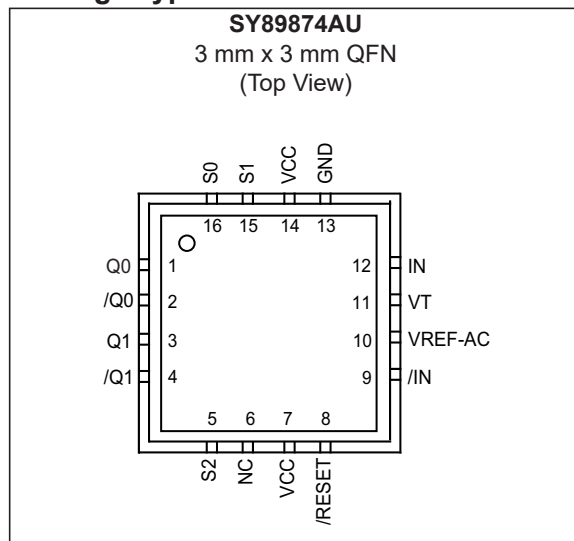 SY89874AU
3 mm x 3 mm QFN
(Top View)
S0 S1 VCC GND
16 15 14 13
Q0 1 12 IN
/Q0 2 11 VT
Q1 3 10 VREF-AC
/Q1 4 9 /IN
5 6 7 8
S2 NC VCC /RESET